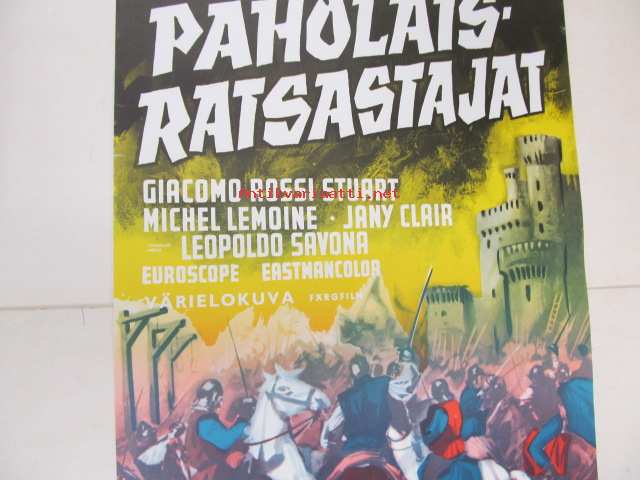 PAHOLAIS-
RATSASTAJAT
GIACOMO ROSSI STUART
Antikvariaatti.net
MICHEL LEMOINE · JANY CLAIR
LEOPOLDO SAVONA
EUROSCOPE EASTMANCOLOR
VÄRIELOKUVA FÄRGFILM